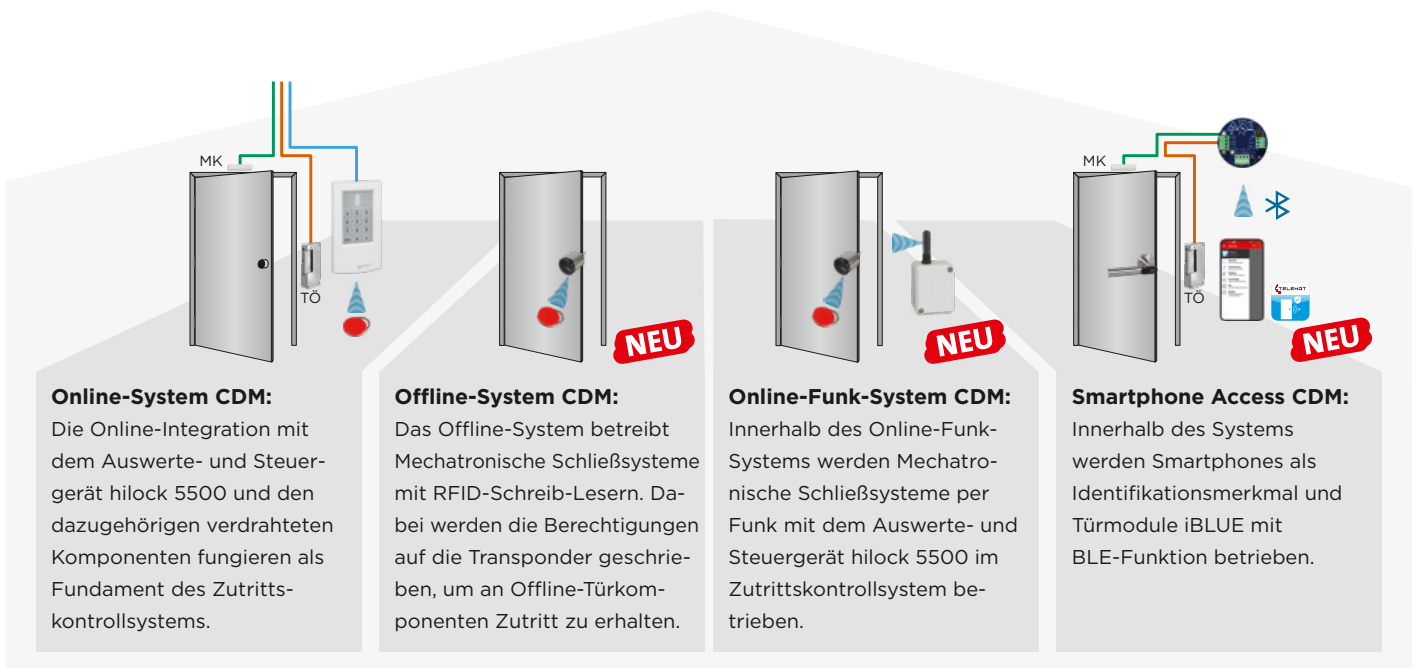 MK
TÖ
NEU
NEU
MK
TÖ
TELENOT
NEU
Online-System CDM:
Die Online-Integration mit
dem Auswerte- und Steuer-
gerät hilock 5500 und den
dazugehörigen verdrahteten
Komponenten fungieren als
Fundament des Zutritts-
kontrollsystems.
Offline-System CDM:
Das Offline-System betreibt
Mechatronische Schließsysteme
mit RFID-Schreib-Lesern. Da-
bei werden die Berechtigungen
auf die Transponder geschrie-
ben, um an Offline-Türkom-
ponenten Zutritt zu erhalten.
Online-Funk-System CDM:
Innerhalb des Online-Funk-
Systems werden Mechatro-
nische Schließsysteme per
Funk mit dem Auswerte- und
Steuergerät hilock 5500 im
Zutrittskontrollsystem be-
trieben.
Smartphone Access CDM:
Innerhalb des Systems
werden Smartphones als
Identifikationsmerkmal und
Türmodule iBLUE mit
BLE-Funktion betrieben.